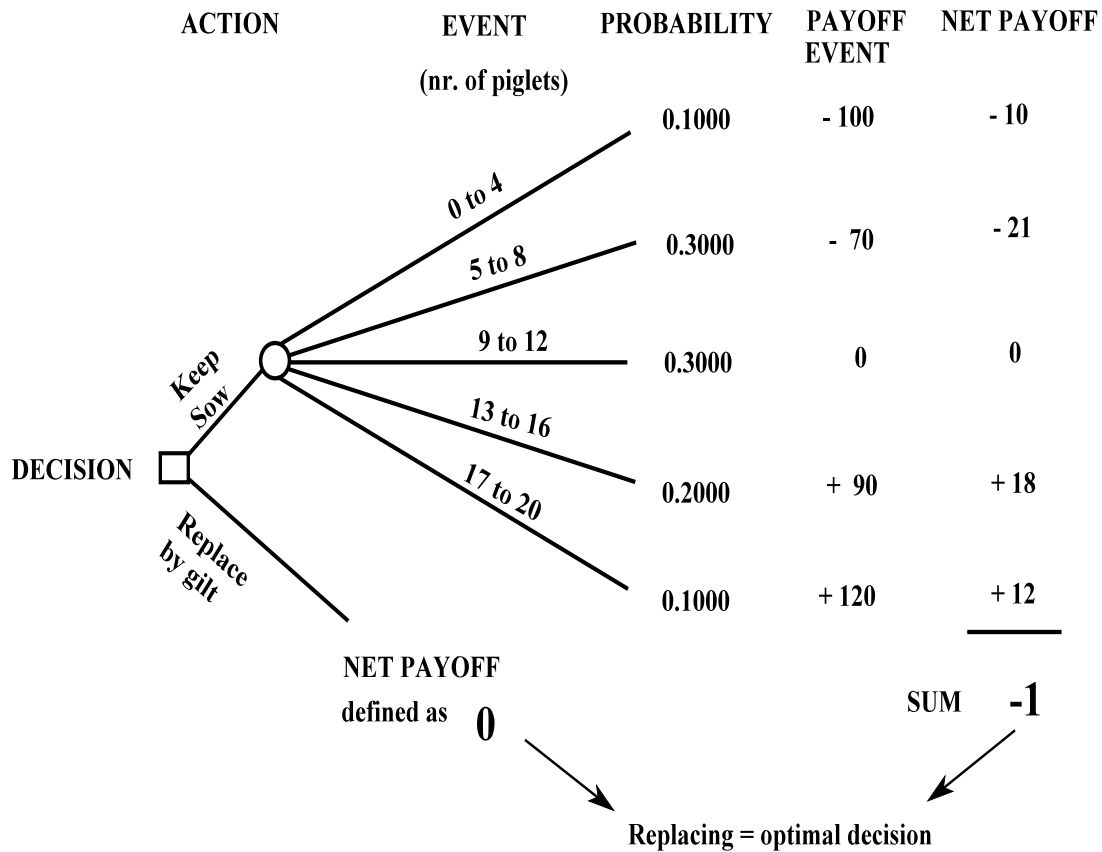 ACTION EVENT PROBABILITY PAYOFF NET PAYOFF
EVENT
(nr. of piglets)
0 to 4 0.1000 - 100 - 10
5 to 8 0.3000 - 70 - 21
9 to 12 0.3000 0 0
Keep
Sow
13 to 16 0.2000 + 90 + 18
DECISION
17 to 20 0.1000 + 120 + 12
Replace
by gilt
NET PAYOFF
defined as 0
SUM -1
Replacing = optimal decision